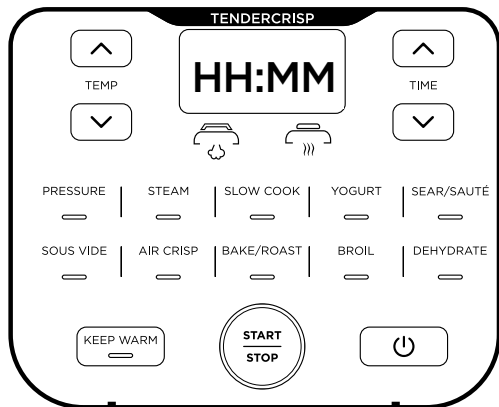 TENDERCRISP
HH:MM
TEMP
TIME
PRESSURE STEAM SLOW COOK YOGURT SEAR/SAUTÉ
SOUS VIDE AIR CRISP BAKE/ROAST BROIL DEHYDRATE
KEEP WARM
START
STOP